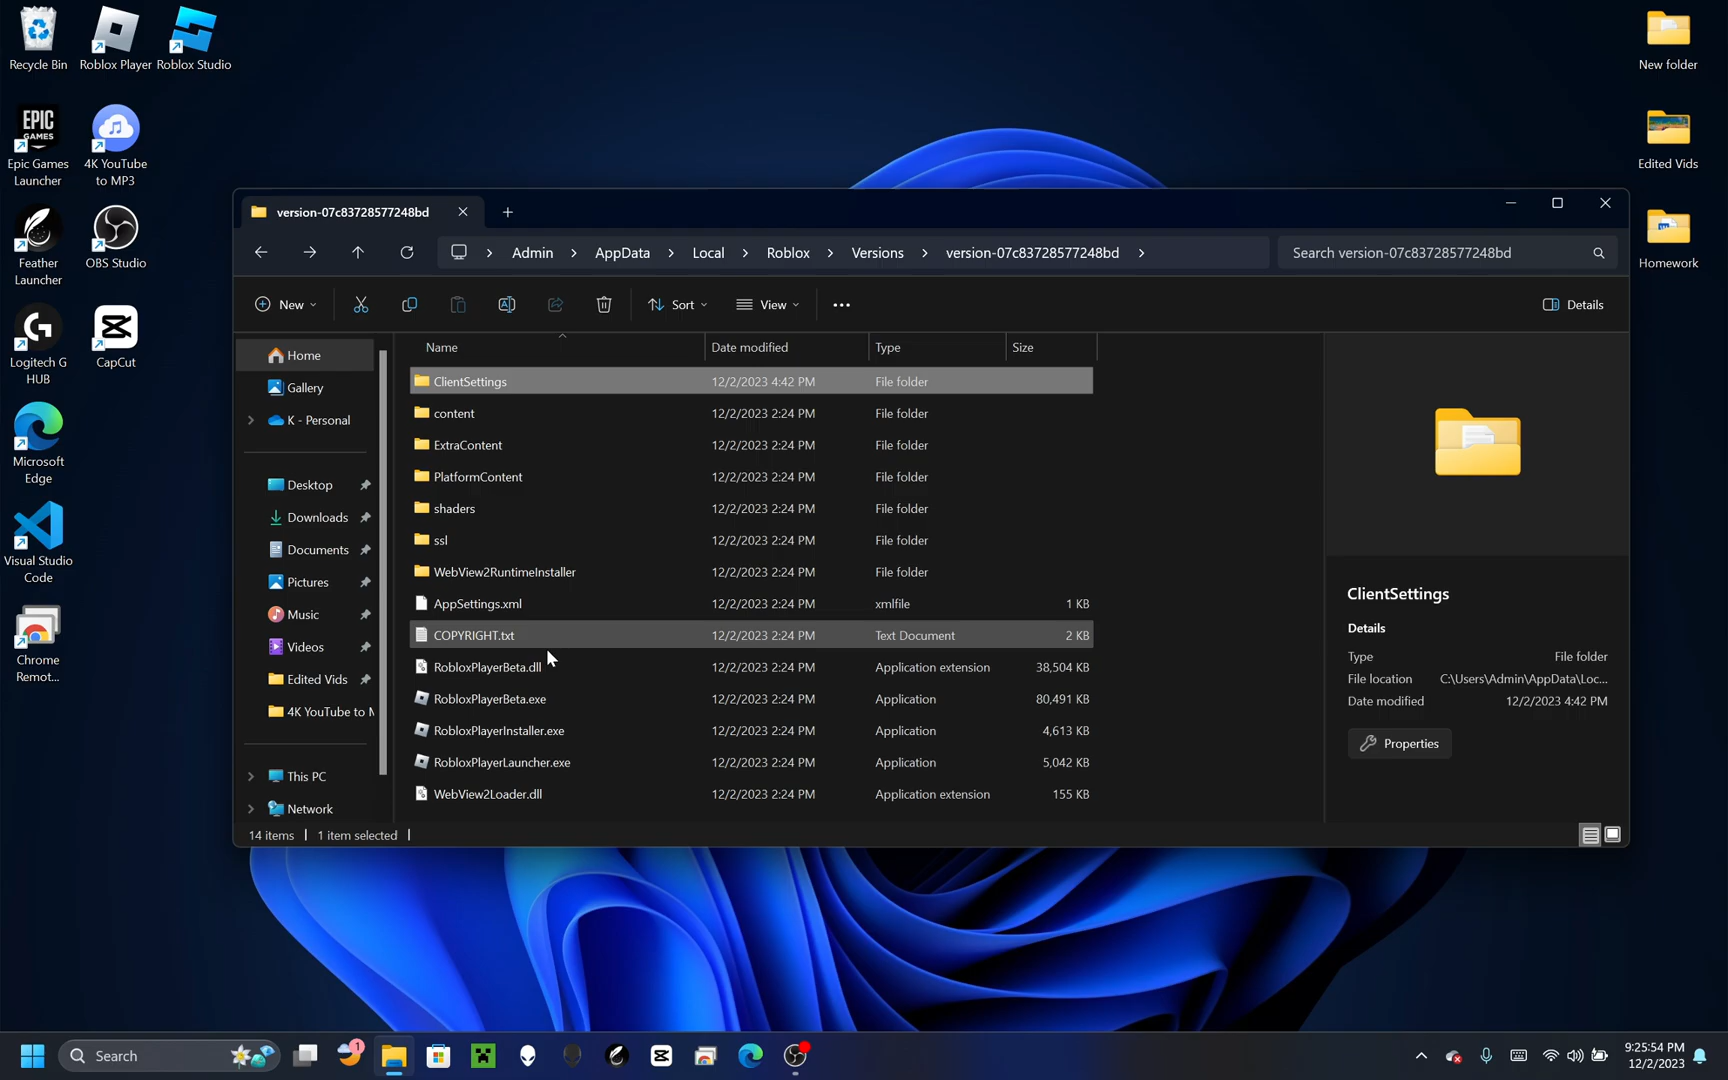 Recycle Bin
Roblox Player
Roblox Studio
New folder
EPIC
GAMES
Epic Games
Launcher
4K YouTube
to MP3
Edited Vids
Feather
Launcher
OBS Studio
Homework
Logitech G
HUB
CapCut
Microsoft
Edge
Visual Studio
Code
Chrome
Remot...
version-07c83728577248bd
Admin
AppData
Local
Roblox
Versions
version-07c83728577248bd
Search version-07c83728577248bd
New
Sort
View
Details
Home
Gallery
K - Personal
Desktop
Downloads
Documents
Pictures
Music
Videos
Edited Vids
4K YouTube to M
This PC
Network
Name Date modified Type Size
ClientSettings 12/2/2023 4:42 PM File folder
content 12/2/2023 2:24 PM File folder
ExtraContent 12/2/2023 2:24 PM File folder
PlatformContent 12/2/2023 2:24 PM File folder
shaders 12/2/2023 2:24 PM File folder
ssl 12/2/2023 2:24 PM File folder
WebView2RuntimeInstaller 12/2/2023 2:24 PM File folder
AppSettings.xml 12/2/2023 2:24 PM xmlfile 1 KB
COPYRIGHT.txt 12/2/2023 2:24 PM Text Document 2 KB
RobloxPlayerBeta.dll 12/2/2023 2:24 PM Application extension 38,504 KB
RobloxPlayerBeta.exe 12/2/2023 2:24 PM Application 80,491 KB
RobloxPlayerInstaller.exe 12/2/2023 2:24 PM Application 4,613 KB
RobloxPlayerLauncher.exe 12/2/2023 2:24 PM Application 5,042 KB
WebView2Loader.dll 12/2/2023 2:24 PM Application extension 155 KB
ClientSettings
Details
Type File folder
File location C:\Users\Admin\AppData\Loc...
Date modified 12/2/2023 4:42 PM
Properties
14 items
1 item selected
Search
1
9:25:54 PM
12/2/2023